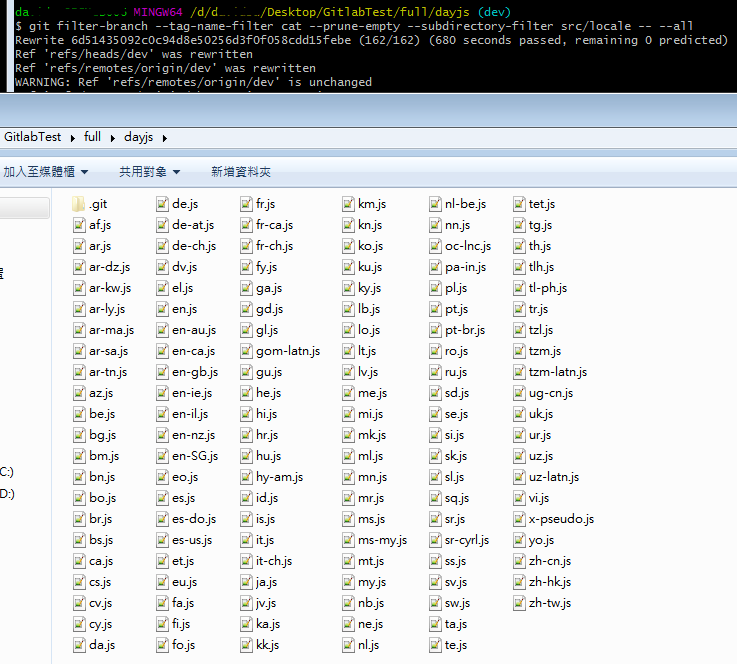 MINGW64 /Desktop/GitlabTest/full/dayjs (dev)
$ git filter-branch --tag-name-filter cat --prune-empty --subdirectory-filter src/locale -- --all
Rewrite 6d51435092c0c94d8e50256d3f0f058cdd15febe (162/162) (680 seconds passed, remaining 0 predicted)
Ref 'refs/heads/dev' was rewritten
Ref 'refs/remotes/origin/dev' was rewritten
WARNING: Ref 'refs/remotes/origin/dev' is unchanged
GitlabTest ▸ full ▸ dayjs ▸
加入至媒體櫃 ▼ 共用對象 ▼ 新增資料夾
.git de.js fr.js km.js nl-be.js tet.js
af.js de-at.js fr-ca.js kn.js nn.js tg.js
ar.js de-ch.js fr-ch.js ko.js oc-lnc.js th.js
ar-dz.js dv.js fy.js ku.js pa-in.js tlh.js
ar-kw.js el.js ga.js ky.js pl.js tl-ph.js
ar-ly.js en.js gd.js lb.js pt.js tr.js
ar-ma.js en-au.js gl.js lo.js pt-br.js tzl.js
ar-sa.js en-ca.js gom-latn.js lt.js ro.js tzm.js
ar-tn.js en-gb.js gu.js lv.js ru.js tzm-latn.js
az.js en-ie.js he.js me.js sd.js ug-cn.js
be.js en-il.js hi.js mi.js se.js uk.js
bg.js en-nz.js hr.js mk.js si.js ur.js
bm.js en-SG.js hu.js ml.js sk.js uz.js
C:)
bn.js eo.js hy-am.js mn.js sl.js uz-latn.js
D:)
bo.js es.js id.js mr.js sq.js vi.js
br.js es-do.js is.js ms.js sr.js x-pseudo.js
bs.js es-us.js it.js ms-my.js sr-cyrl.js yo.js
ca.js et.js it-ch.js mt.js ss.js zh-cn.js
cs.js eu.js ja.js my.js sv.js zh-hk.js
cv.js fa.js jv.js nb.js sw.js zh-tw.js
cy.js fi.js ka.js ne.js ta.js
da.js fo.js kk.js nl.js te.js